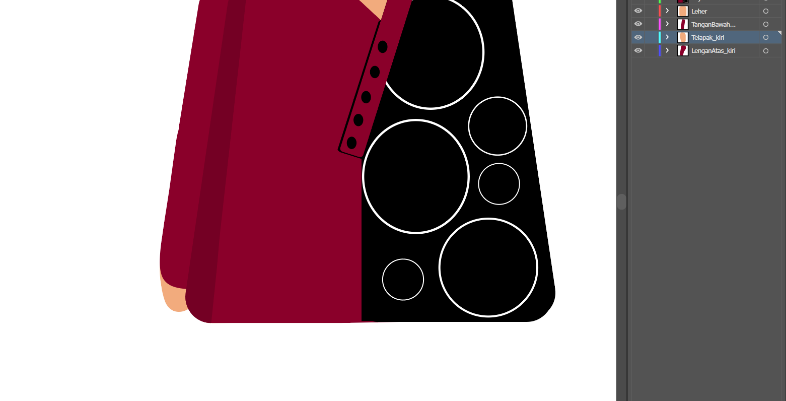 Leher
TanganBawah...
Telapak_kiri
LenganAtas_kiri